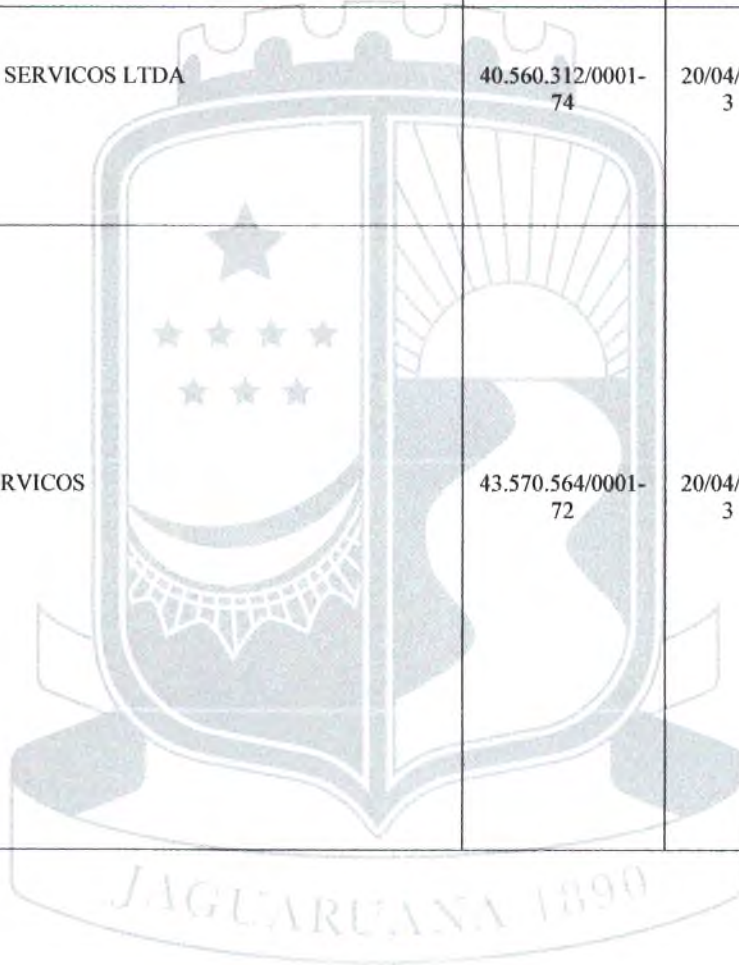 SERVICOS LTDA
40.560.312/0001-
74
20/04/
3
RVICOS
43.570.564/0001-
72
20/04/
3
JAGUARUANA 1890